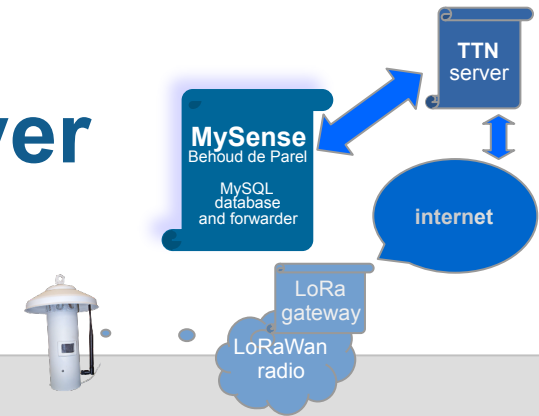 TTN
server
ver
MySense
Behoud de Parel
MySQL
database
and forwarder
internet
LoRa
gateway
LoRaWan
radio